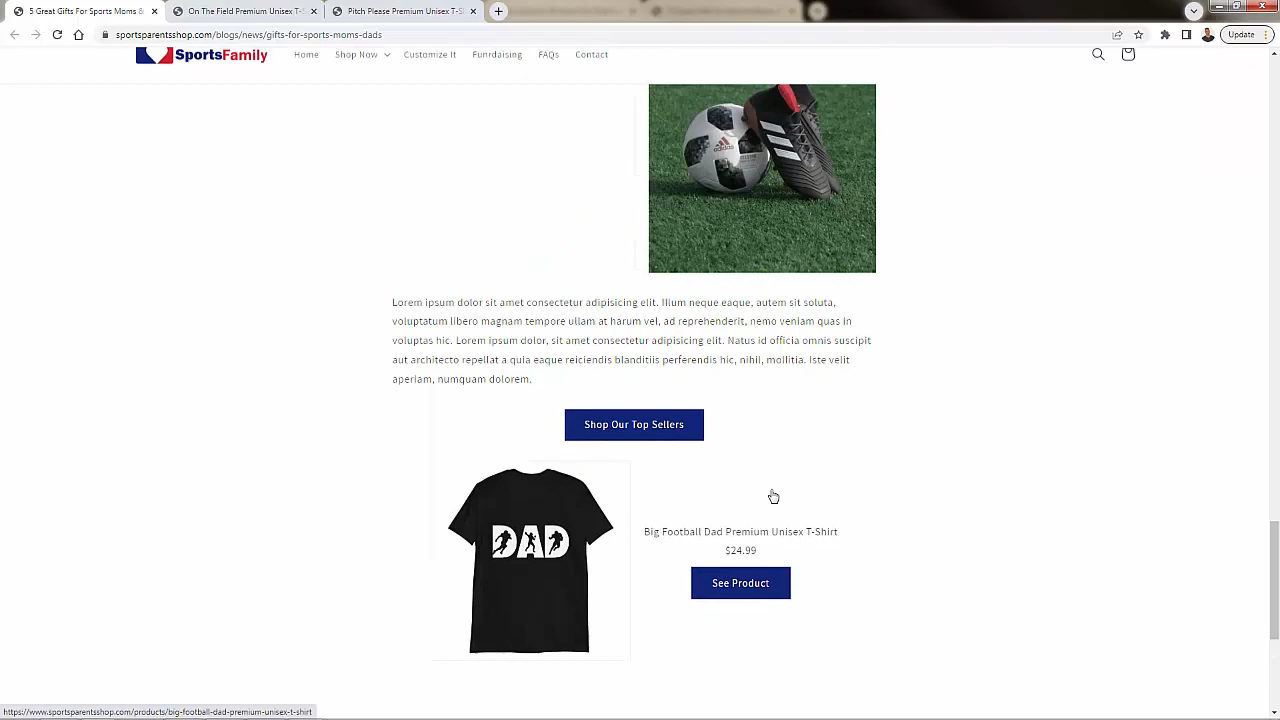 5 Great Gifts For Sports Moms &
On The Field Premium Unisex T-S
Pitch Please Premium Unisex T-S
sportsparentsshop.com/blogs/news/gifts-for-sports-moms-dads
Update
SportsFamily
Home
Shop Now
Customize It
Funrdaising
FAQs
Contact
adidas
Lorem ipsum dolor sit amet consectetur adipisicing elit. Illum neque eaque, autem sit soluta,
voluptatum libero magnam tempore ullam at harum vel, ad reprehenderit, nemo veniam quas in
voluptas hic. Lorem ipsum dolor, sit amet consectetur adipisicing elit. Natus id officia omnis suscipit
aut architecto repellat a quia eaque reiciendis blanditiis perferendis hic, nihil, mollitia. Iste velit
aperiam, numquam dolorem.
Shop Our Top Sellers
DAD
Big Football Dad Premium Unisex T-Shirt
$24.99
See Product
https://www.sportsparentsshop.com/products/big-football-dad-premium-unisex-t-shirt